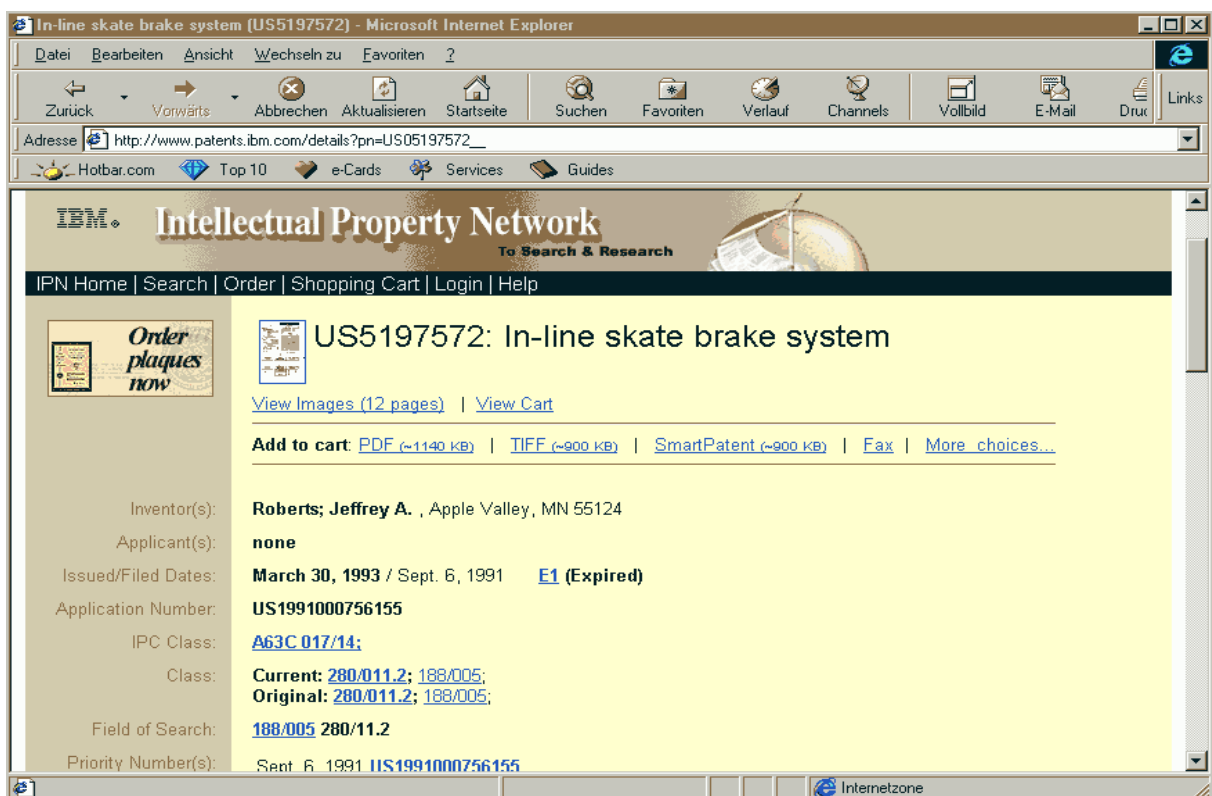 In-line skate brake system (US5197572) - Microsoft Internet Explorer
Datei Bearbeiten Ansicht Wechseln zu Favoriten ?
Zurück Vorwärts Abbrechen Aktualisieren Startseite Suchen Favoriten Verlauf Channels Vollbild E-Mail Druc Links
Adresse http://www.patents.ibm.com/details?pn=US05197572__
Hotbar.com Top 10 e-Cards Services Guides
IBM® Intellectual Property Network
To Search & Research
IPN Home | Search | Order | Shopping Cart | Login | Help
Order
plaques
now
US5197572: In-line skate brake system
View Images (12 pages) | View Cart
Add to cart: PDF (~1140 KB) | TIFF (~900 KB) | SmartPatent (~900 KB) | Fax | More choices...
Inventor(s): Roberts; Jeffrey A. , Apple Valley, MN 55124
Applicant(s): none
Issued/Filed Dates: March 30, 1993 / Sept. 6, 1991 E1 (Expired)
Application Number: US1991000756155
IPC Class: A63C 017/14;
Class: Current: 280/011.2; 188/005;
Original: 280/011.2; 188/005;
Field of Search: 188/005 280/11.2
Priority Number(s): Sept. 6, 1991 US1991000756155
Internetzone